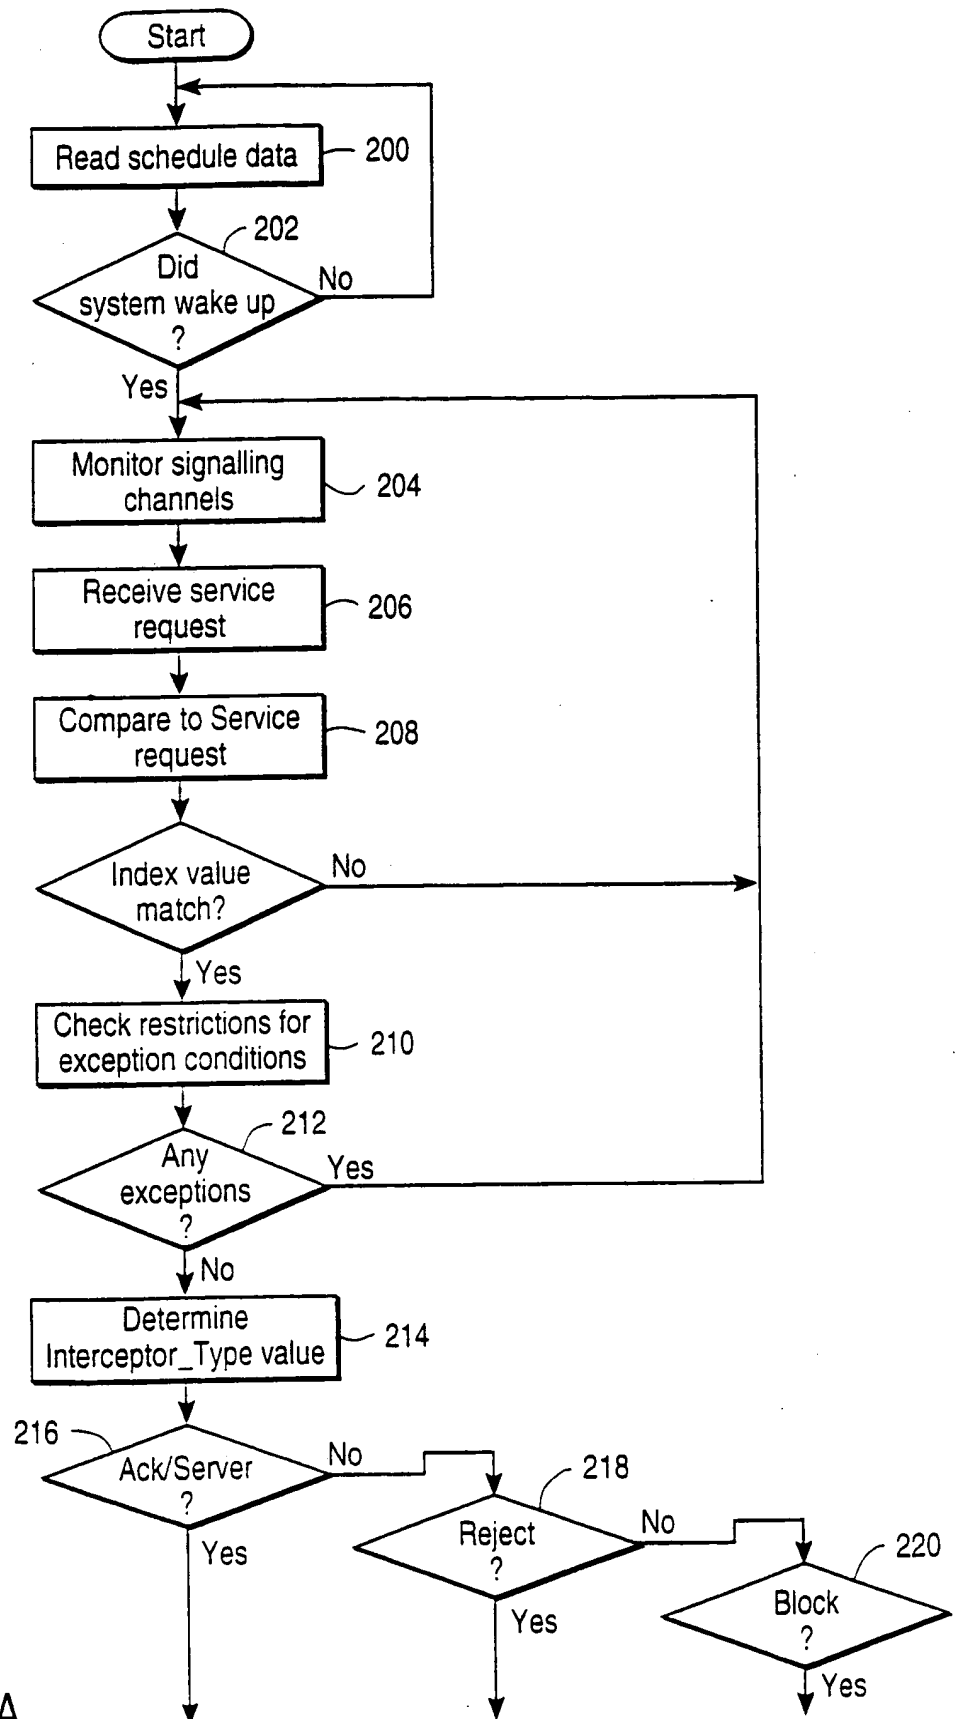 Start
Read schedule data
200
202
Did
system wake up
?
No
Yes
Monitor signalling
channels
204
Receive service
request
206
Compare to Service
request
208
Index value
match?
No
Yes
Check restrictions for
exception conditions
210
212
Any
exceptions
?
Yes
No
Determine
Interceptor_Type value
214
216
Ack/Server
?
No
Yes
218
Reject
?
No
Yes
220
Block
?
Yes